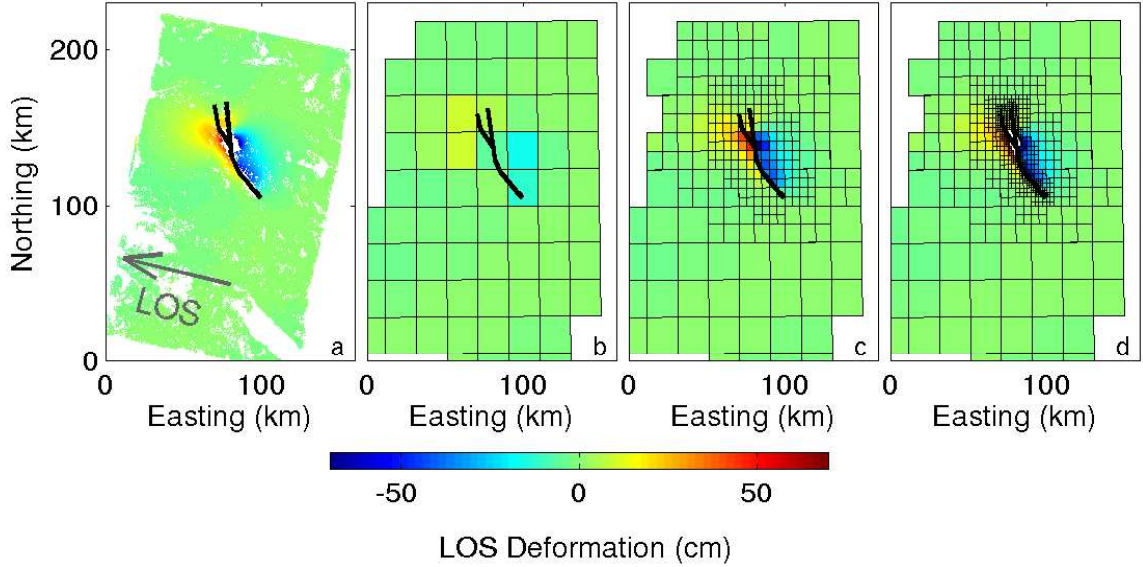 200
100
0
Northing (km)
LOS
a
b
c
d
0 100
0 100
0 100
0 100
Easting (km)
Easting (km)
Easting (km)
Easting (km)
-50 0 50
LOS Deformation (cm)